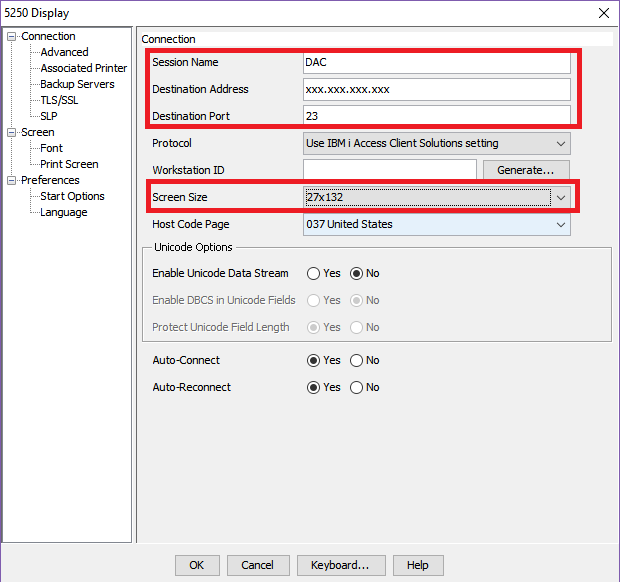 5250 Display
Connection
Advanced
Associated Printer
Backup Servers
TLS/SSL
SLP
Screen
Font
Print Screen
Preferences
Start Options
Language
Connection
Session Name DAC
Destination Address xxx.xxx.xxx.xxx
Destination Port 23
Protocol Use IBM i Access Client Solutions setting
Workstation ID Generate...
Screen Size 27x132
Host Code Page 037 United States
Unicode Options
Enable Unicode Data Stream Yes No
Enable DBCS in Unicode Fields Yes No
Protect Unicode Field Length Yes No
Auto-Connect Yes No
Auto-Reconnect Yes No
OK Cancel Keyboard... Help